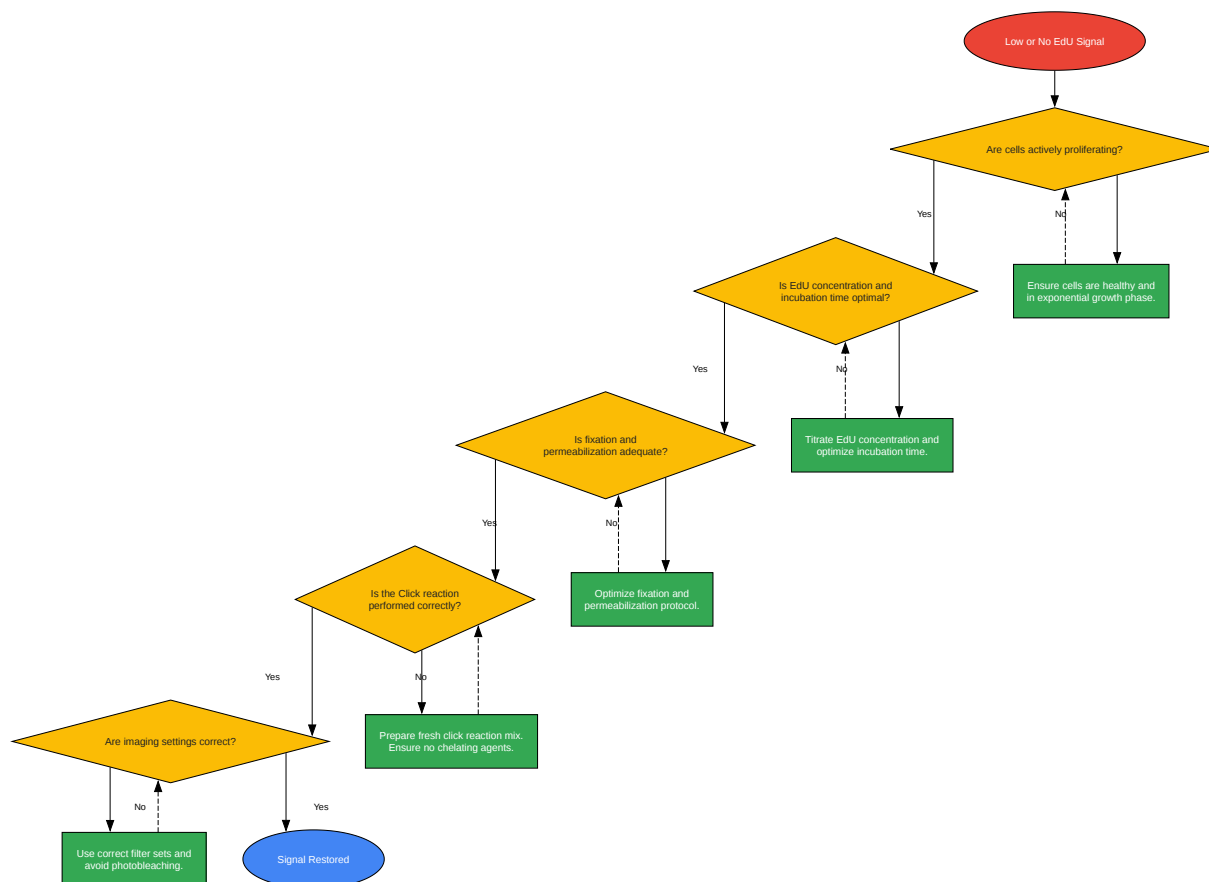 Low or No EdU Signal
Are cells actively proliferating?
Yes
No
Is EdU concentration and
incubation time optimal?
Ensure cells are healthy and
in exponential growth phase.
Yes
No
Is fixation and
permeabilization adequate?
Titrate EdU concentration and
optimize incubation time.
Yes
No
Is the Click reaction
performed correctly?
Optimize fixation and
permeabilization protocol.
Yes
No
Are imaging settings correct?
Prepare fresh click reaction mix.
Ensure no chelating agents.
No
Yes
Use correct filter sets and
avoid photobleaching.
Signal Restored